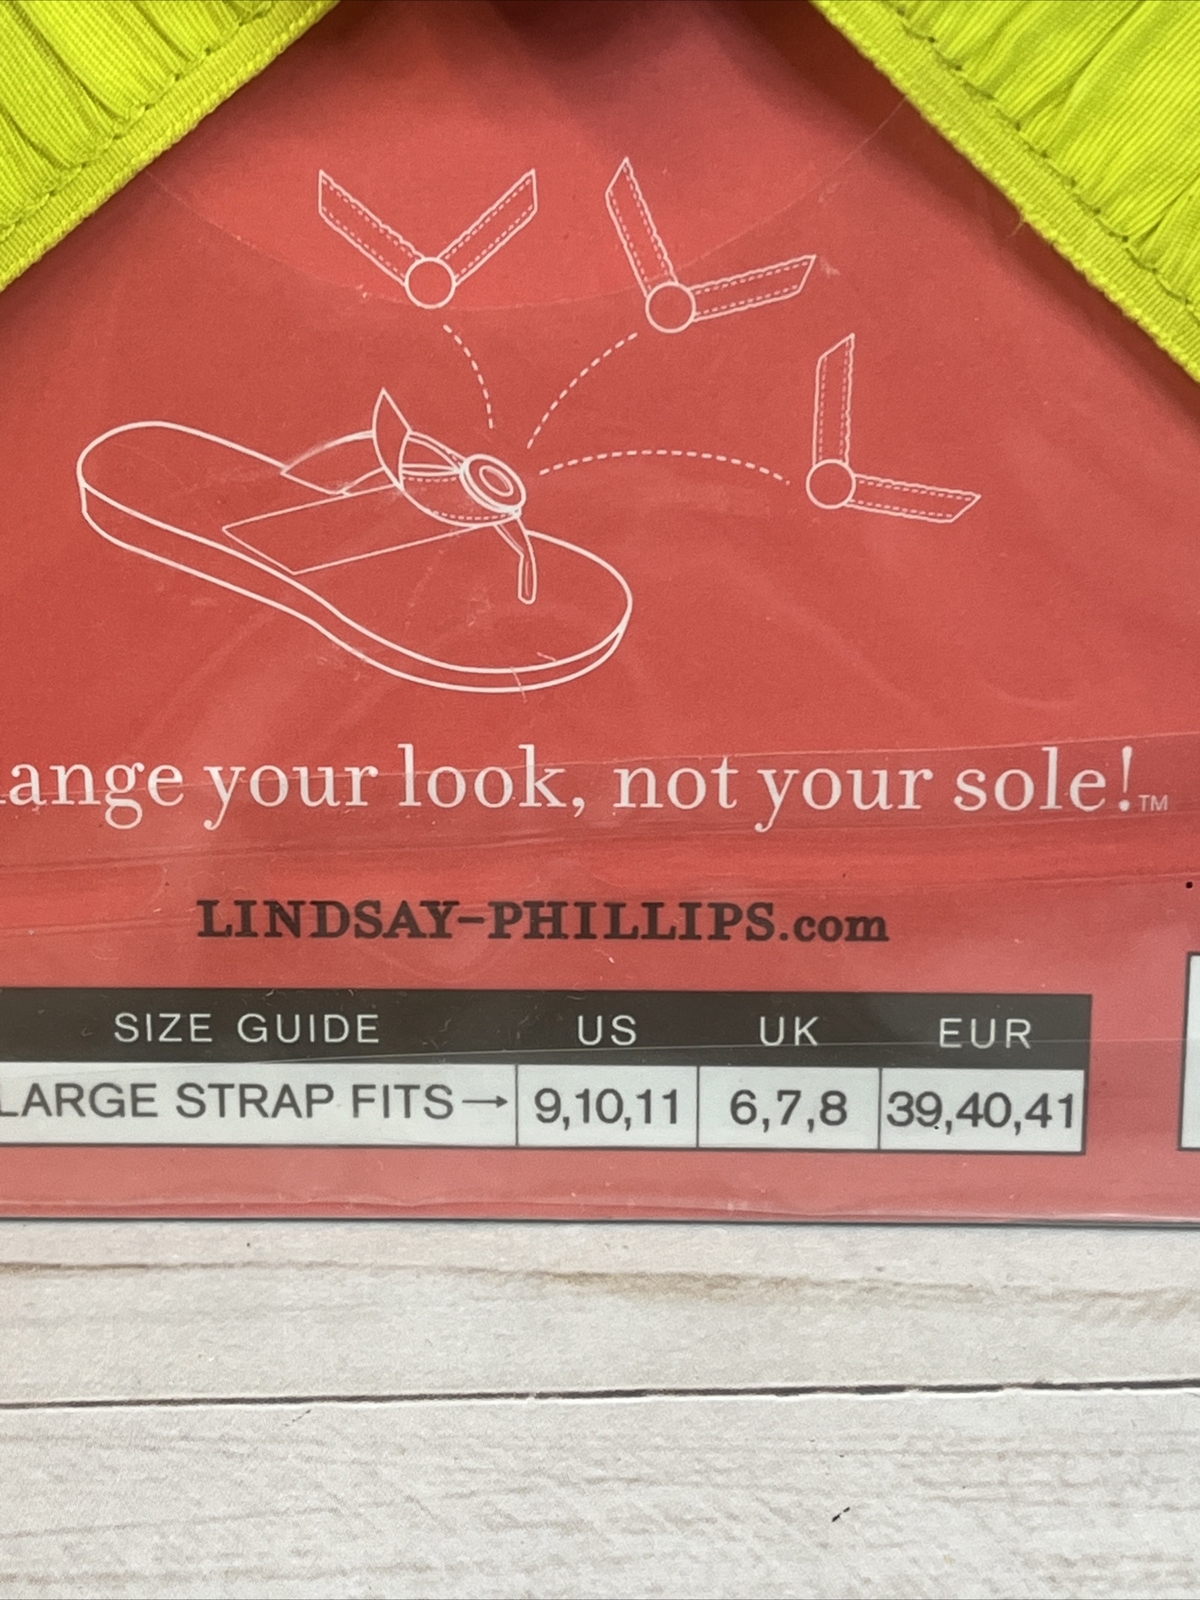 ange your look, not your sole!™
LINDSAY-PHILLIPS.com
SIZE GUIDE US UK EUR
LARGE STRAP FITS→ 9,10,11 6,7,8 39,40,41